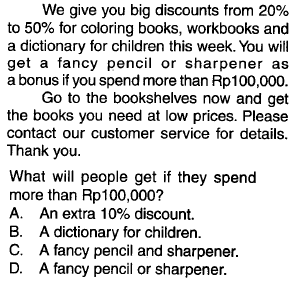 We give you big discounts from 20%
to 50% for coloring books, workbooks and
a dictionary for children this week. You will
get a fancy pencil or sharpener as
a bonus if you spend more than Rp100,000.
Go to the bookshelves now and get
the books you need at low prices. Please
contact our customer service for details.
Thank you.
What will people get if they spend
more than Rp100,000?
A. An extra 10% discount.
B. A dictionary for children.
C. A fancy pencil and sharpener.
D. A fancy pencil or sharpener.